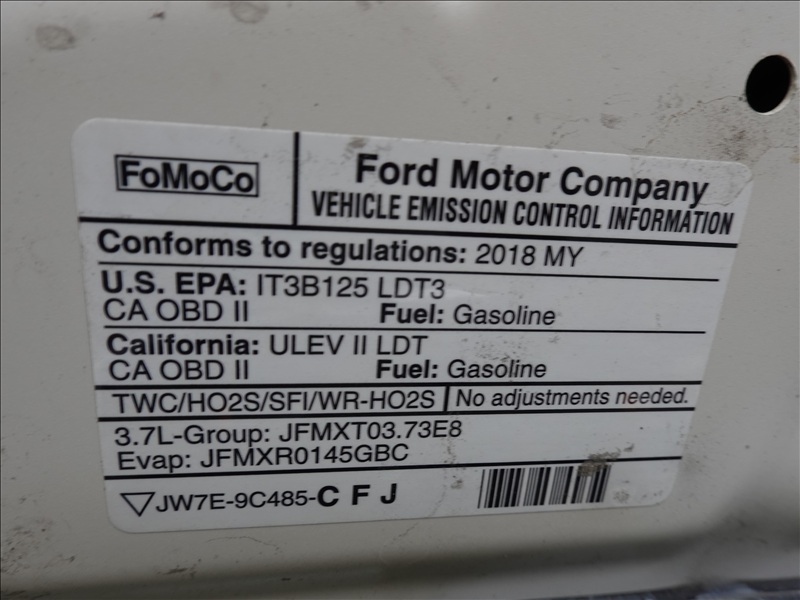 FoMoCo
Ford Motor Company
VEHICLE EMISSION CONTROL INFORMATION
Conforms to regulations: 2018 MY
U.S. EPA: IT3B125 LDT3
CA OBD II Fuel: Gasoline
California: ULEV II LDT
CA OBD II Fuel: Gasoline
TWC/HO2S/SFI/WR-HO2S No adjustments needed.
3.7L-Group: JFMXT03.73E8
Evap: JFMXR0145GBC
JW7E-9C485-C F J